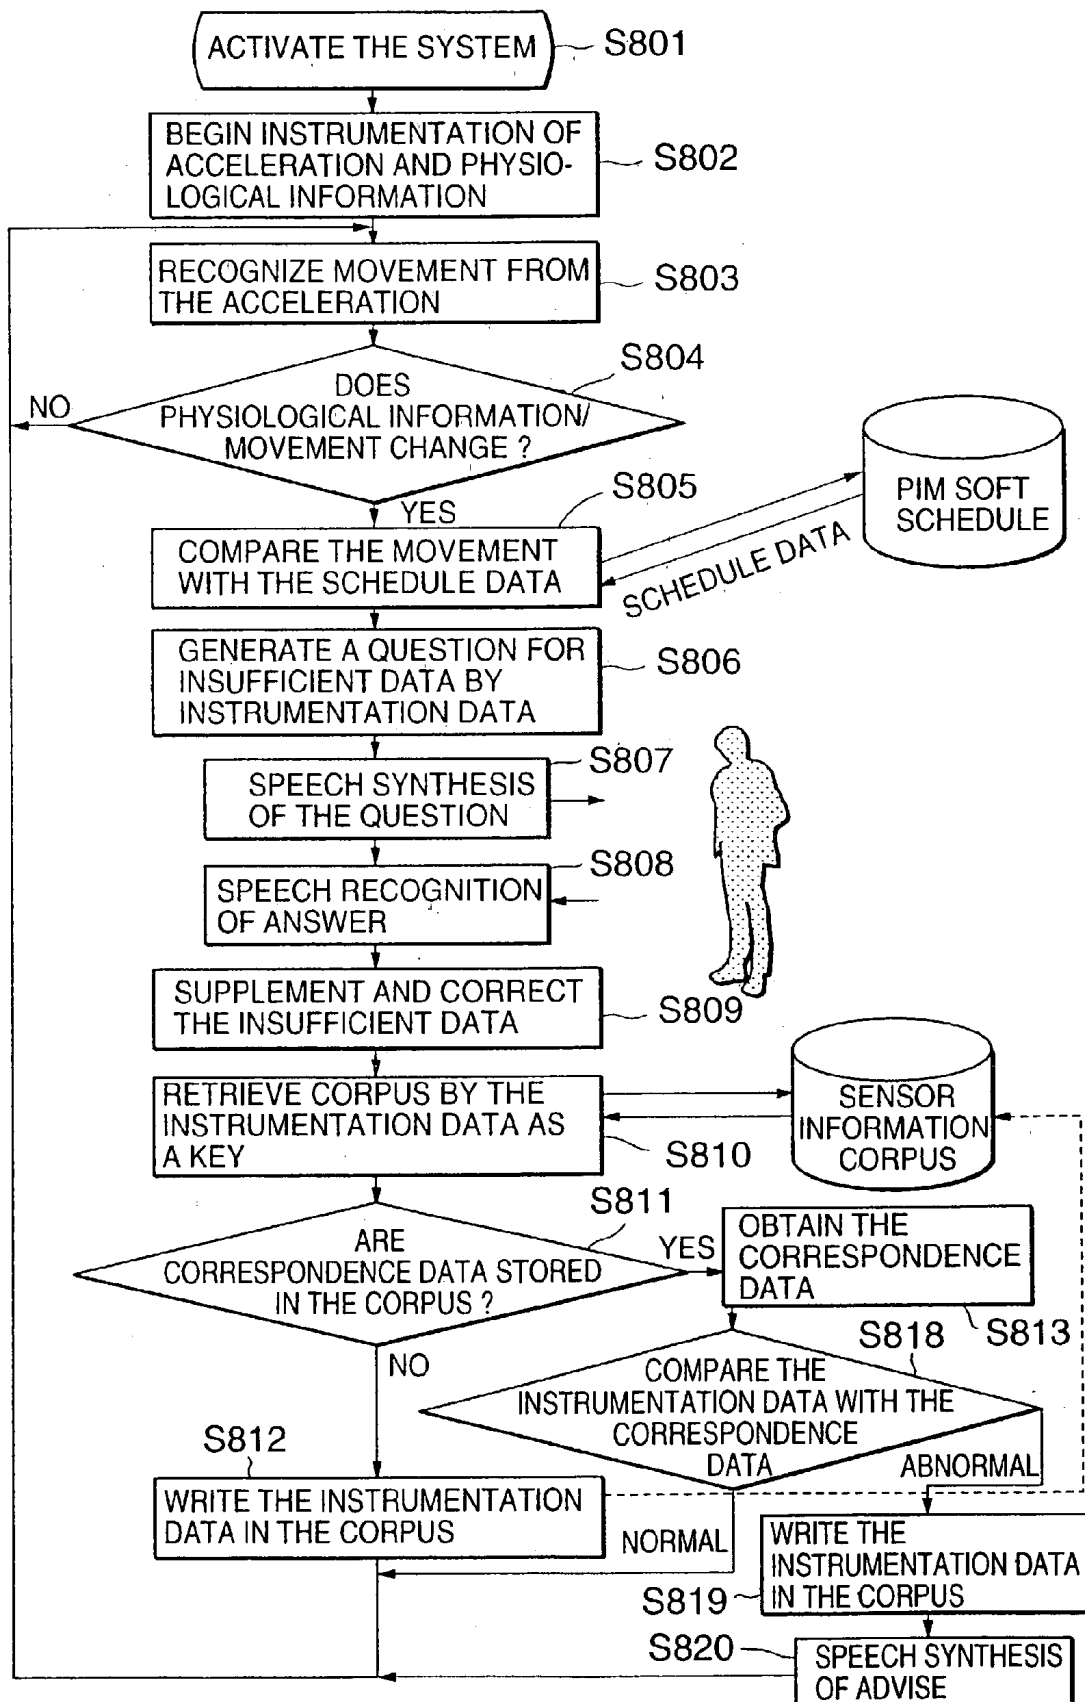 ACTIVATE THE SYSTEM
S801
BEGIN INSTRUMENTATION OF
ACCELERATION AND PHYSIO-
LOGICAL INFORMATION
S802
RECOGNIZE MOVEMENT FROM
THE ACCELERATION
S803
S804
DOES
PHYSIOLOGICAL INFORMATION/
MOVEMENT CHANGE ?
NO
YES
S805
COMPARE THE MOVEMENT
WITH THE SCHEDULE DATA
PIM SOFT
SCHEDULE
SCHEDULE DATA
GENERATE A QUESTION FOR
INSUFFICIENT DATA BY
INSTRUMENTATION DATA
S806
S807
SPEECH SYNTHESIS
OF THE QUESTION
S808
SPEECH RECOGNITION
OF ANSWER
SUPPLEMENT AND CORRECT
THE INSUFFICIENT DATA
S809
RETRIEVE CORPUS BY THE
INSTRUMENTATION DATA AS
A KEY
S810
SENSOR
INFORMATION
CORPUS
S811
ARE
CORRESPONDENCE DATA STORED
IN THE CORPUS ?
YES
NO
OBTAIN THE
CORRESPONDENCE
DATA
S813
S818
COMPARE THE
INSTRUMENTATION DATA WITH THE
CORRESPONDENCE
DATA
ABNORMAL
NORMAL
S812
WRITE THE INSTRUMENTATION
DATA IN THE CORPUS
WRITE THE
INSTRUMENTATION DATA
IN THE CORPUS
S819
S820
SPEECH SYNTHESIS
OF ADVISE